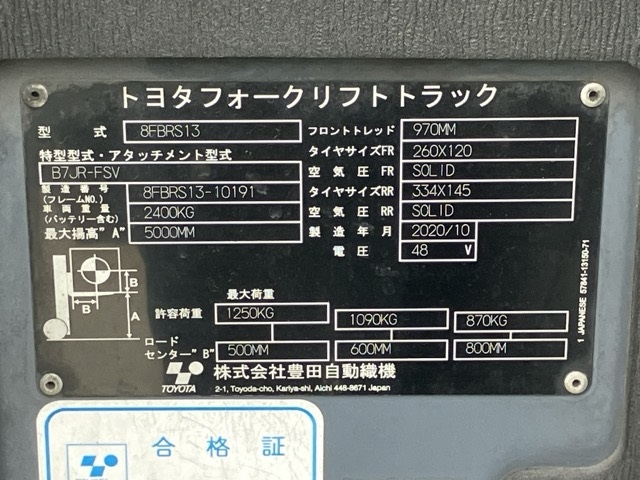 トヨタフォークリフトトラック
型式 8FBRS13
特型型式・アタッチメント型式
B7JR-FSV
製造番号(フレームNO.) 8FBRS13-10191
車両重量(バッテリー含む) 2400KG
最大揚高"A" 5000MM
フロントトレッド 970MM
タイヤサイズFR 260X120
空気圧 FR SOLID
タイヤサイズRR 334X145
空気圧 RR SOLID
製造年月 2020/10
電圧 48 V
B
B
A
最大荷重
許容荷重 1250KG 1090KG 870KG
ロードセンター"B" 500MM 600MM 800MM
TOYOTA 株式会社豊田自動織機
2-1, Toyoda-cho, Kariya-shi, Aichi 448-8671 Japan
1 JAPANESE 57841-13150-71
合格証